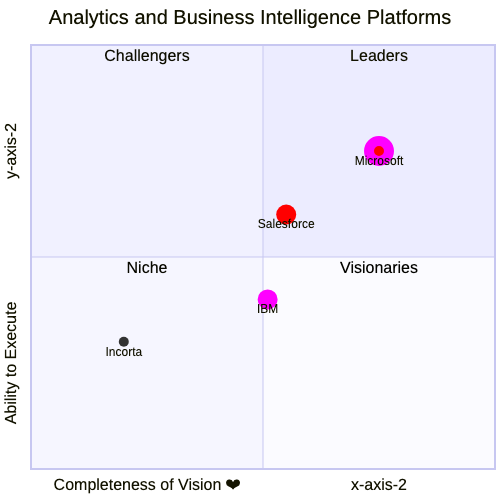 Analytics and Business Intelligence Platforms
Challengers
Leaders
y-axis-2
Microsoft
Salesforce
Niche
Visionaries
IBM
Incorta
Ability to Execute
Completeness of Vision ❤
x-axis-2